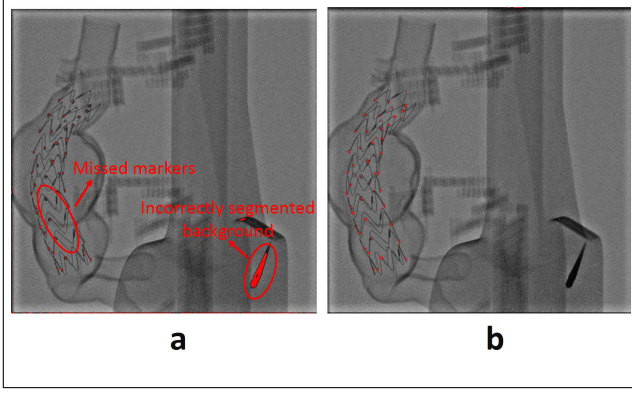 Missed markers
Incorrectly segmented
background
a
b